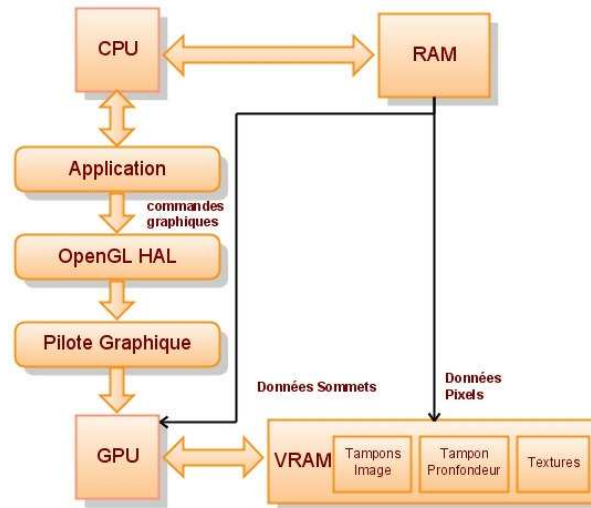 CPU
RAM
Application
commandes
graphiques
OpenGL HAL
Pilote Graphique
Données Sommets
Données
Pixels
GPU
VRAM
Tampons
Image
Tampon
Pronfondeur
Textures